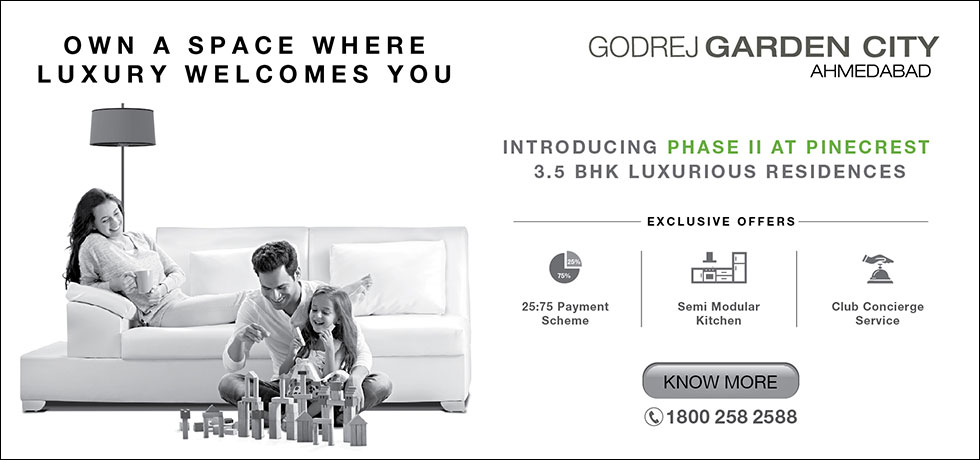 OWN A SPACE WHERE
LUXURY WELCOMES YOU
GODREJ GARDEN CITY
AHMEDABAD
INTRODUCING PHASE II AT PINECREST
3.5 BHK LUXURIOUS RESIDENCES
EXCLUSIVE OFFERS
25%
75%
25:75 Payment
Scheme
Semi Modular
Kitchen
Club Concierge
Service
KNOW MORE
1800 258 2588